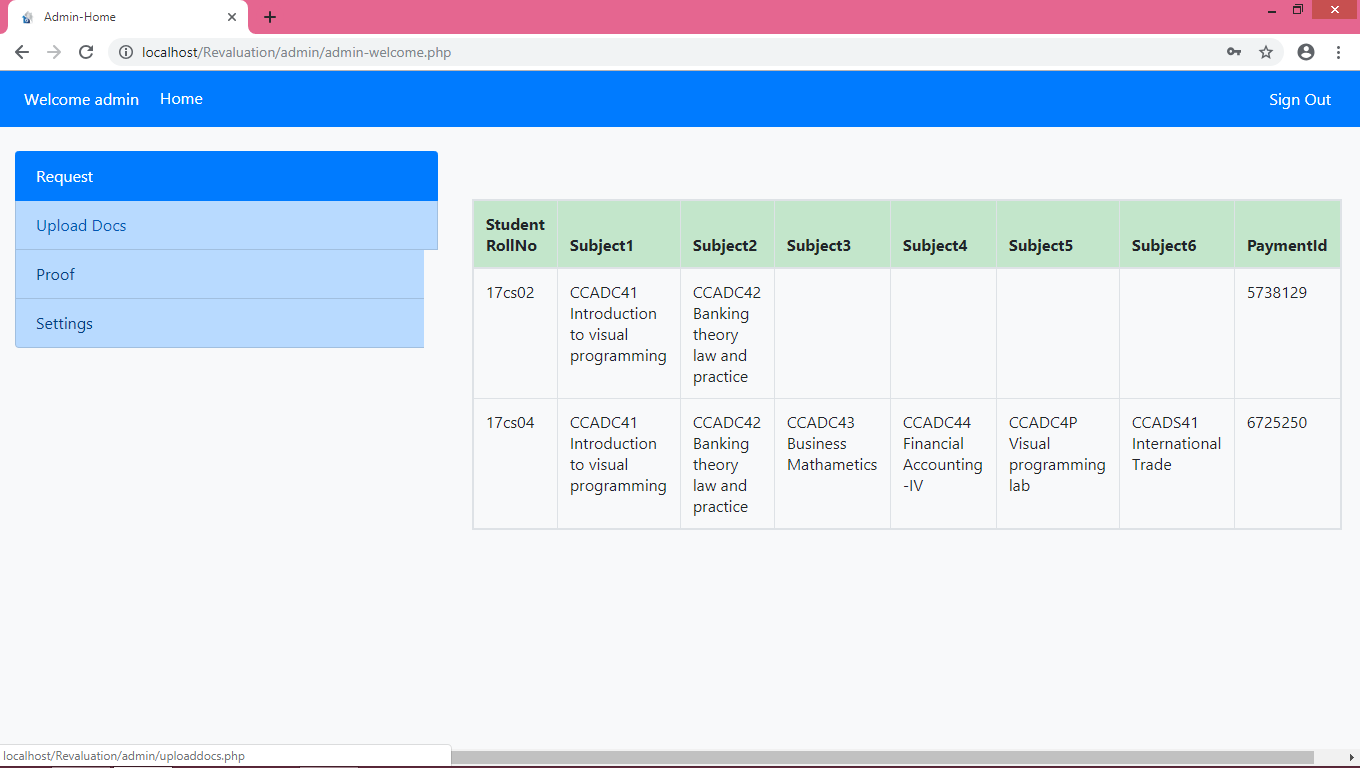 Admin-Home
localhost/Revaluation/admin/admin-welcome.php
Welcome admin Home Sign Out
Request
Upload Docs
Proof
Settings
Student RollNo Subject1 Subject2 Subject3 Subject4 Subject5 Subject6 PaymentId
17cs02 CCADC41 CCADC42 5738129
Introduction Banking
to visual theory
programming law and
practice
17cs04 CCADC41 CCADC42 CCADC43 CCADC44 CCADC4P CCADS41 6725250
Introduction Banking Business Financial Visual International
to visual theory Mathametics Accounting programming Trade
programming law and -IV lab
practice
localhost/Revaluation/admin/uploaddocs.php